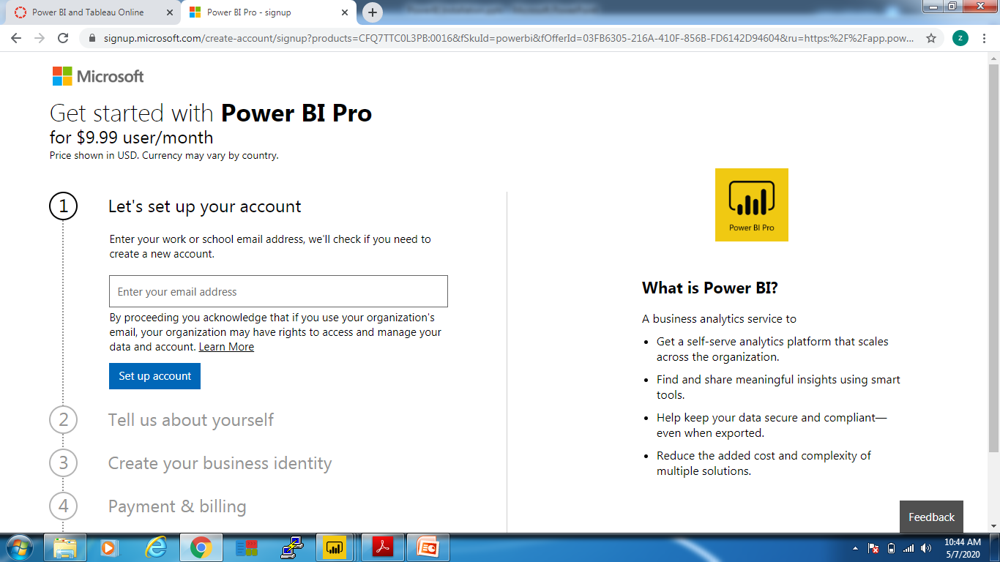 Power BI and Tableau Online
Power BI Pro - signup
signup.microsoft.com/create-account/signup?products=CFQ7TTC0L3PB:0016&fSkuId=powerbi&fOfferId=03FB6305-216A-410F-856B-FD6142D94604&ru=https:%2F%2Fapp.pow...
z
Microsoft
Get started with Power BI Pro
for $9.99 user/month
Price shown in USD. Currency may vary by country.
1 Let's set up your account
Enter your work or school email address, we'll check if you need to
create a new account.
Enter your email address
By proceeding you acknowledge that if you use your organization's
email, your organization may have rights to access and manage your
data and account. Learn More
Set up account
2 Tell us about yourself
3 Create your business identity
4 Payment & billing
Power BI Pro
What is Power BI?
A business analytics service to
• Get a self-serve analytics platform that scales
across the organization.
• Find and share meaningful insights using smart
tools.
• Help keep your data secure and compliant—
even when exported.
• Reduce the added cost and complexity of
multiple solutions.
Feedback
10:44 AM
5/7/2020